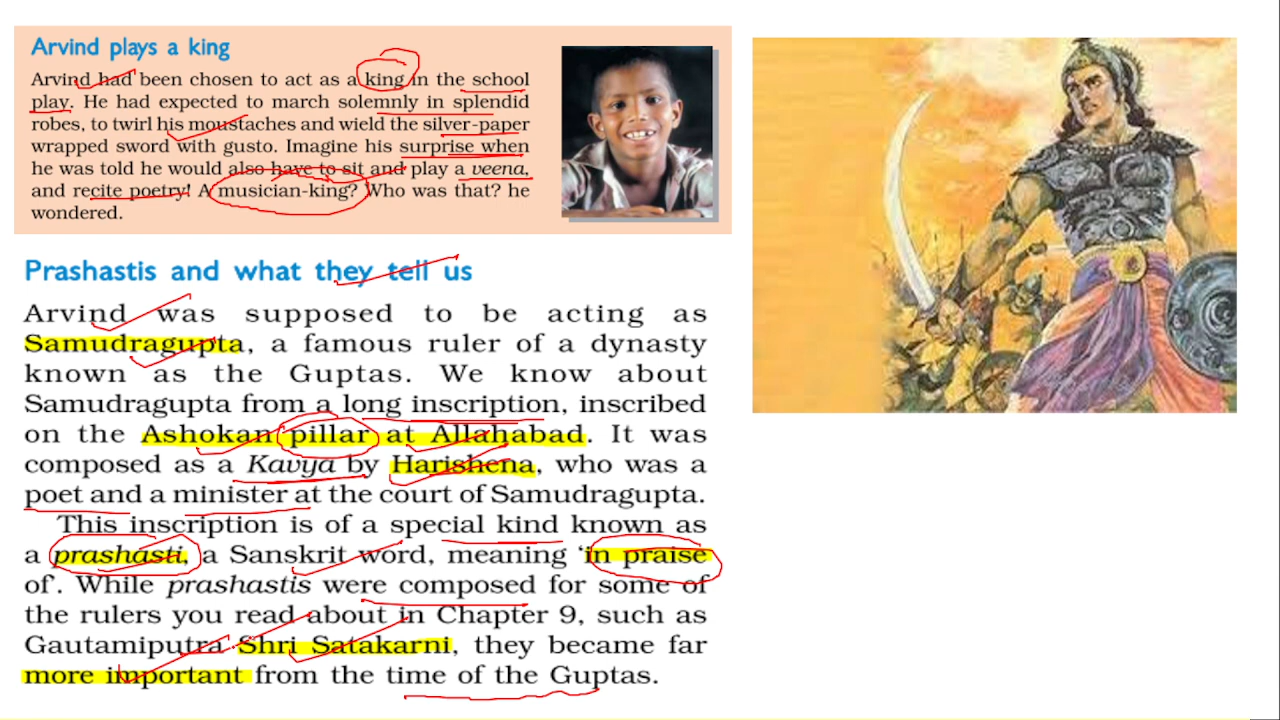 Arvind plays a king
Arvind had been chosen to act as a king in the school
play. He had expected to march solemnly in splendid
robes, to twirl his moustaches and wield the silver-paper
wrapped sword with gusto. Imagine his surprise when
he was told he would also have to sit and play a veena,
and recite poetry! A musician-king? Who was that? he
wondered.
Prashastis and what they tell us
Arvind was supposed to be acting as
Samudragupta, a famous ruler of a dynasty
known as the Guptas. We know about
Samudragupta from a long inscription, inscribed
on the Ashokan pillar at Allahabad. It was
composed as a Kavya by Harishena, who was a
poet and a minister at the court of Samudragupta.
This inscription is of a special kind known as
a prashasti, a Sanskrit word, meaning ‘in praise
of’. While prashastis were composed for some of
the rulers you read about in Chapter 9, such as
Gautamiputra Shri Satakarni, they became far
more important from the time of the Guptas.